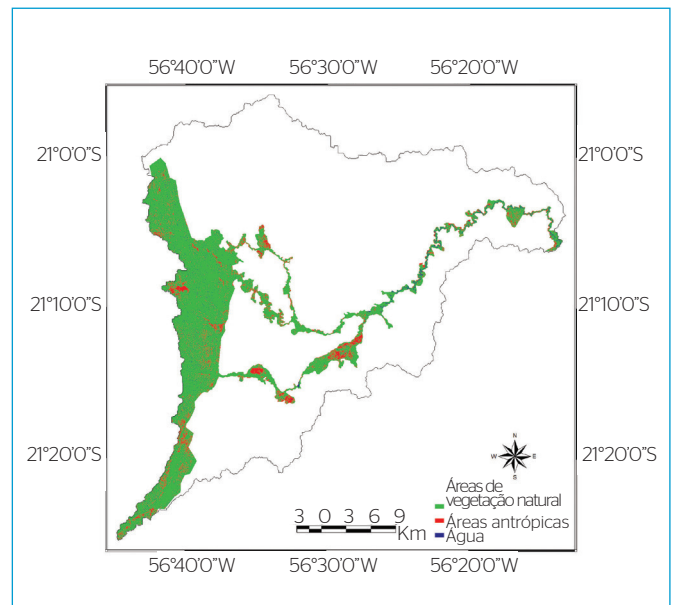 56°40'0"W 56°30'0"W 56°20'0"W
21°0'0"S 21°0'0"S
21°10'0"S 21°10'0"S
21°20'0"S 21°20'0"S
N
W E
S
Áreas de
vegetação natural
Áreas antrópicas
Água
3 0 3 6 9
Km
56°40'0"W 56°30'0"W 56°20'0"W